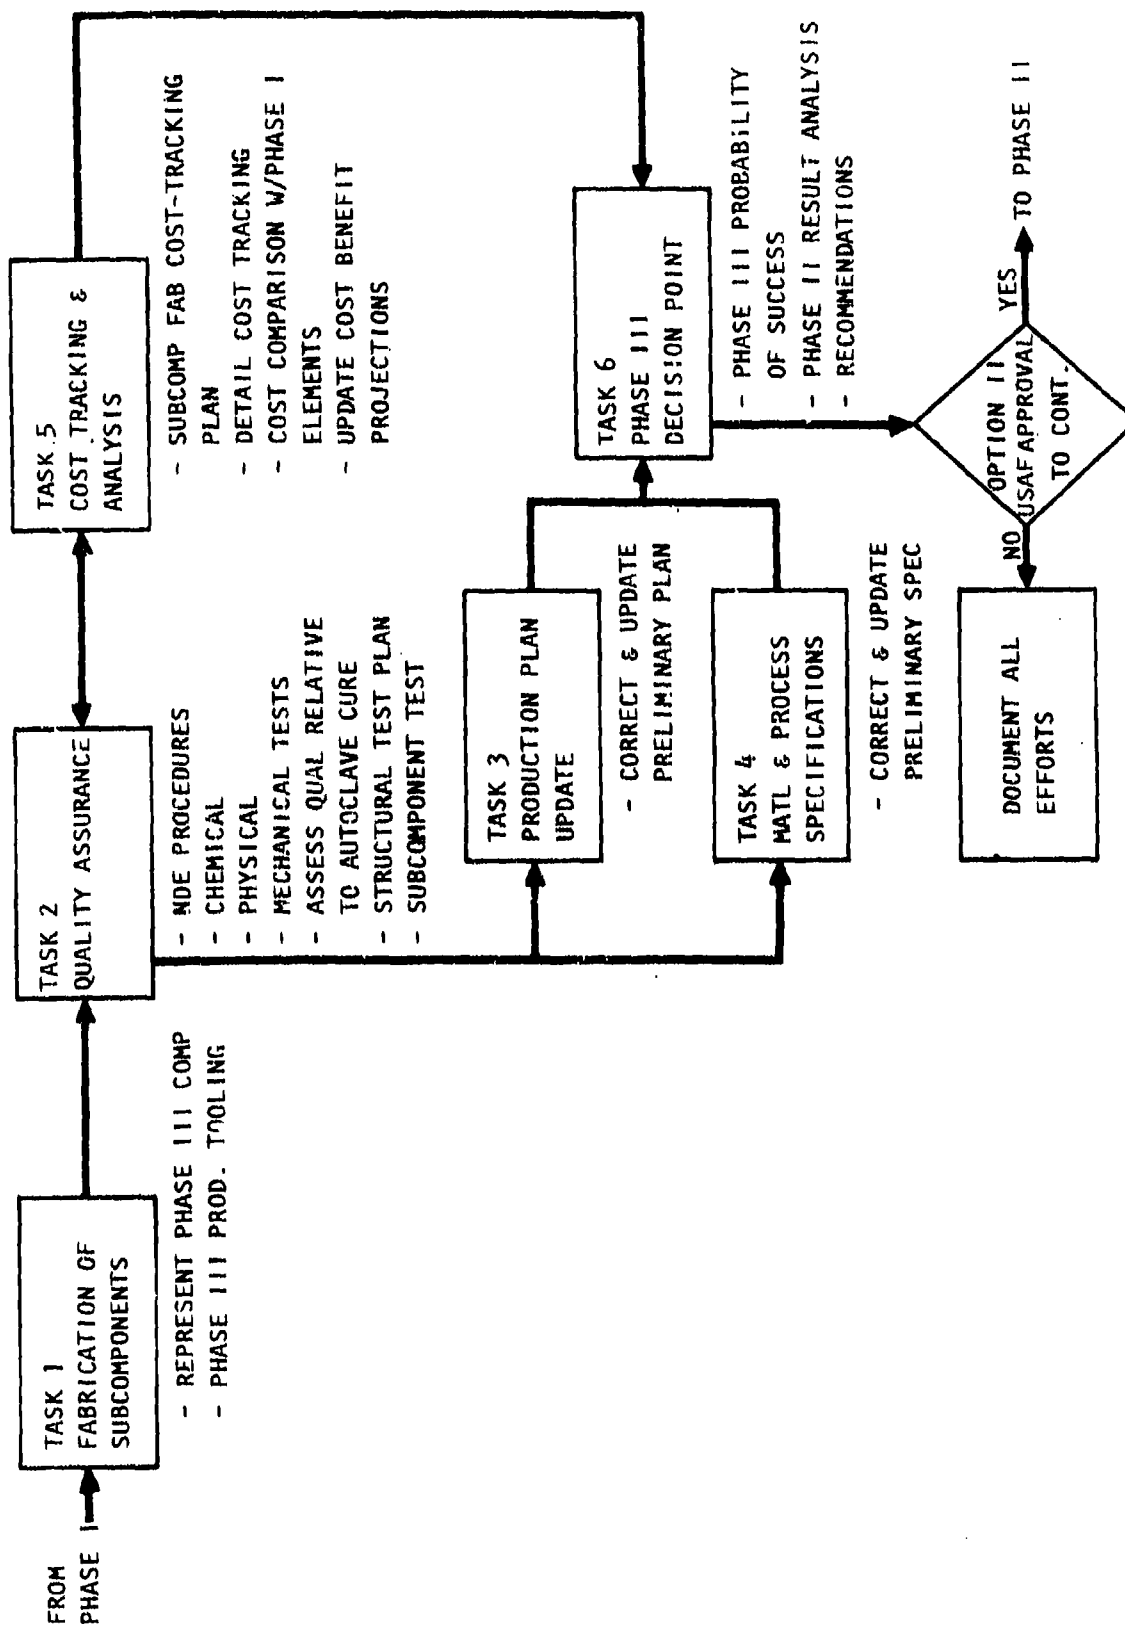 FROM
PHASE I
TASK 1
FABRICATION OF
SUBCOMPONENTS
- REPRESENT PHASE III COMP
- PHASE III PROD. TOOLING
TASK 2
QUALITY ASSURANCE
- NDE PROCEDURES
- CHEMICAL
- PHYSICAL
- MECHANICAL TESTS
- ASSESS QUAL RELATIVE
TO AUTOCLAVE CURE
- STRUCTURAL TEST PLAN
- SUBCOMPONENT TEST
TASK 5
COST TRACKING &
ANALYSIS
- SUBCOMP FAB COST-TRACKING
PLAN
- DETAIL COST TRACKING
- COST COMPARISON W/PHASE I
ELEMENTS
- UPDATE COST BENEFIT
PROJECTIONS
TASK 3
PRODUCTION PLAN
UPDATE
- CORRECT & UPDATE
PRELIMINARY PLAN
TASK 4
MATL & PROCESS
SPECIFICATIONS
- CORRECT & UPDATE
PRELIMINARY SPEC
TASK 6
PHASE III
DECISION POINT
- PHASE III PROBABILITY
OF SUCCESS
- PHASE II RESULT ANALYSIS
- RECOMMENDATIONS
OPTION II
USAF APPROVAL
TO CONT.
YES
TO PHASE II
NO
DOCUMENT ALL
EFFORTS